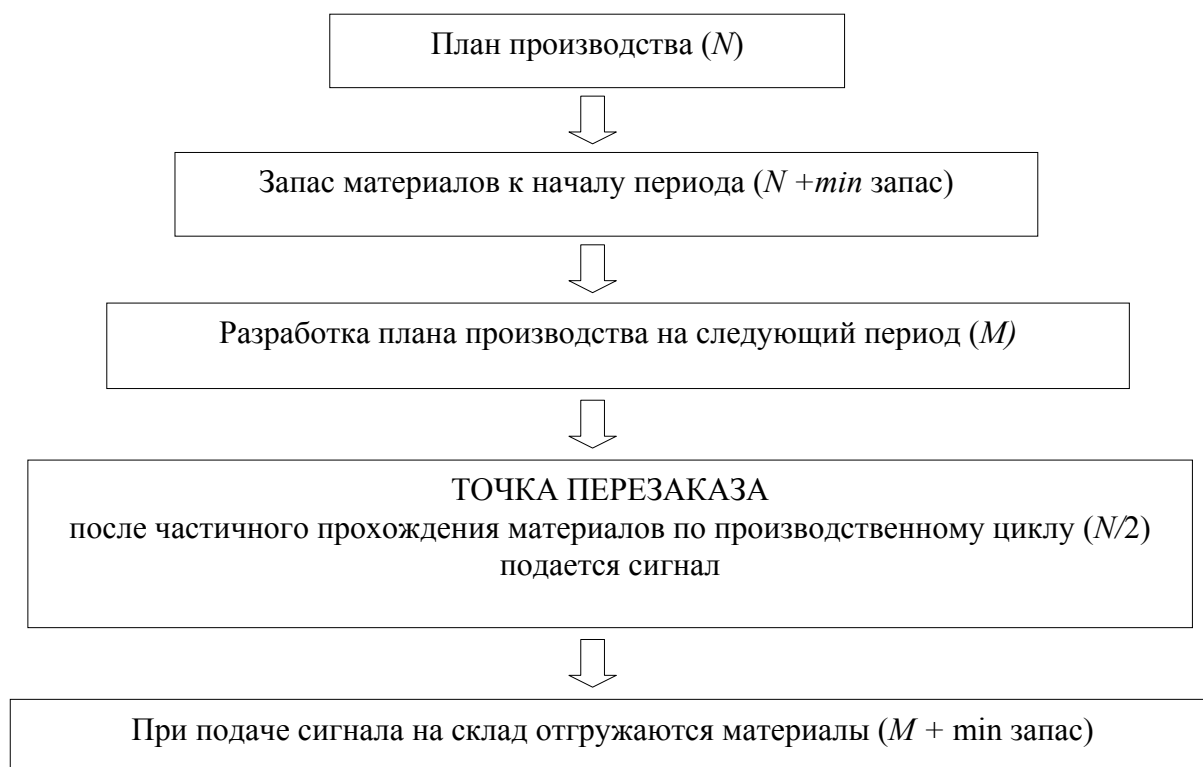 План производства (N)
Запас материалов к началу периода (N +min запас)
Разработка плана производства на следующий период (M)
ТОЧКА ПЕРЕЗАКАЗА
после частичного прохождения материалов по производственному циклу (N/2)
подается сигнал
При подаче сигнала на склад отгружаются материалы (M + min запас)